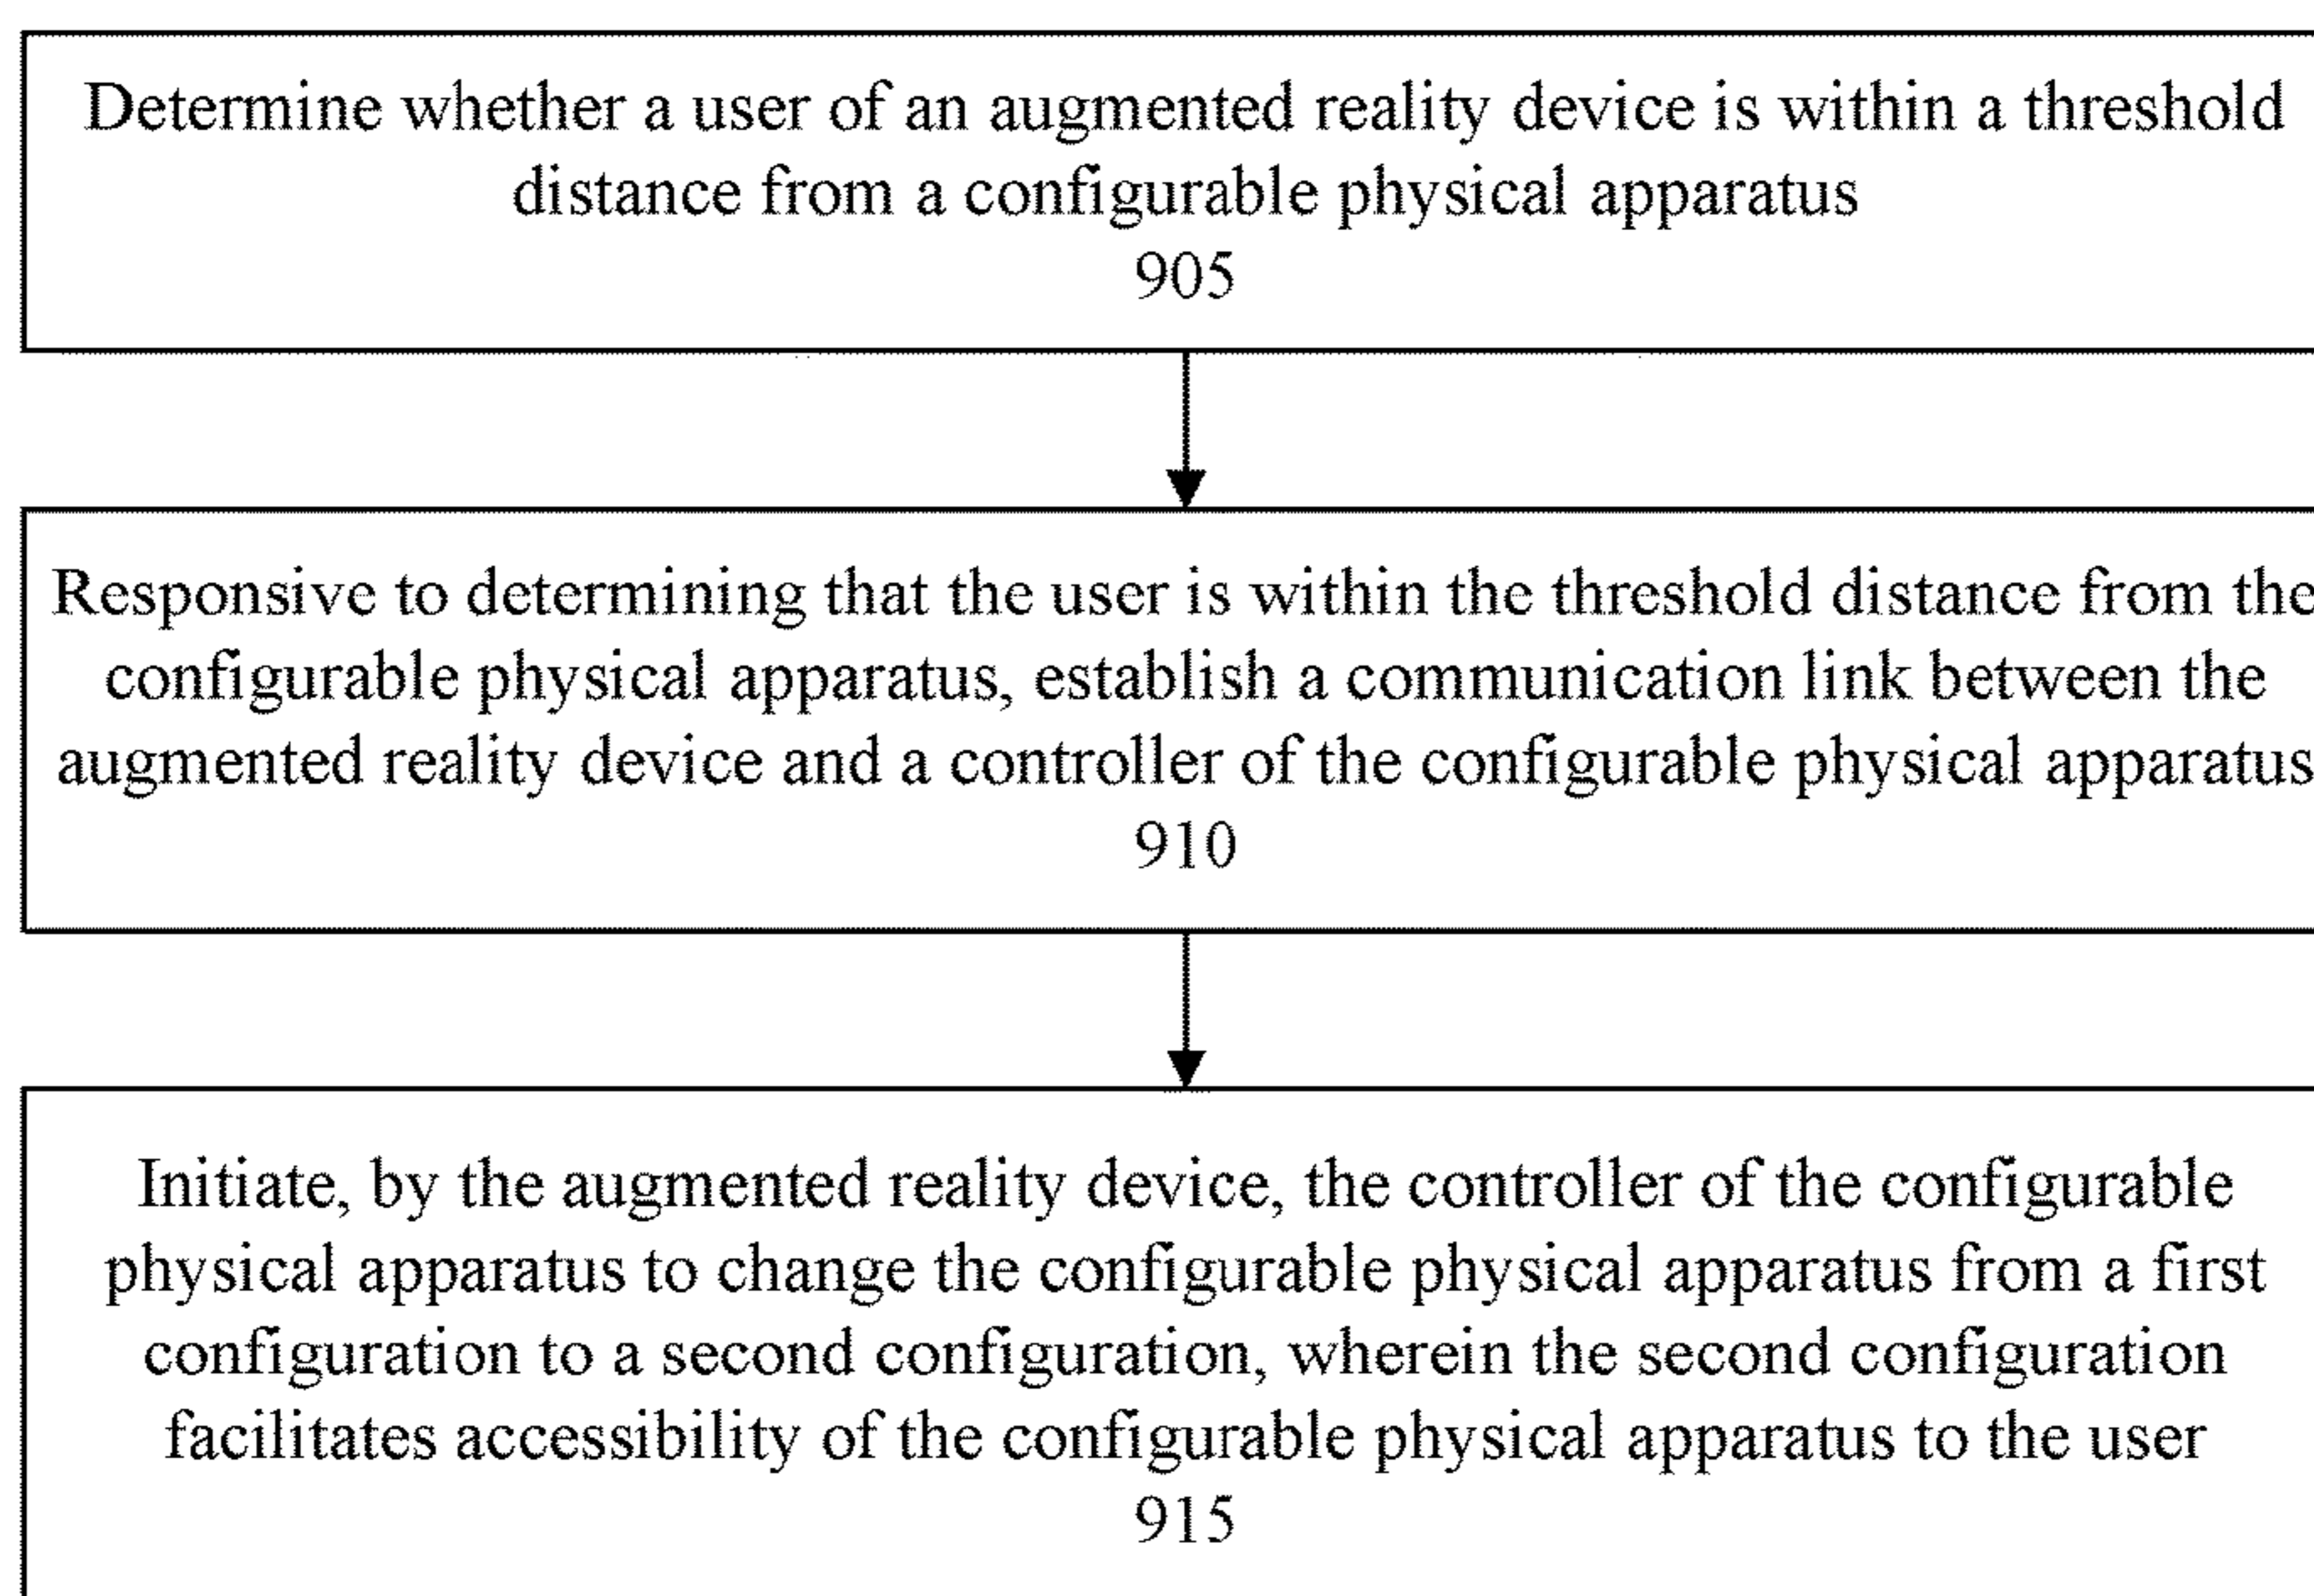 Determine whether a user of an augmented reality device is within a threshold
distance from a configurable physical apparatus
905
Responsive to determining that the user is within the threshold distance from the
configurable physical apparatus, establish a communication link between the
augmented reality device and a controller of the configurable physical apparatus
910
Initiate, by the augmented reality device, the controller of the configurable
physical apparatus to change the configurable physical apparatus from a first
configuration to a second configuration, wherein the second configuration
facilitates accessibility of the configurable physical apparatus to the user
915